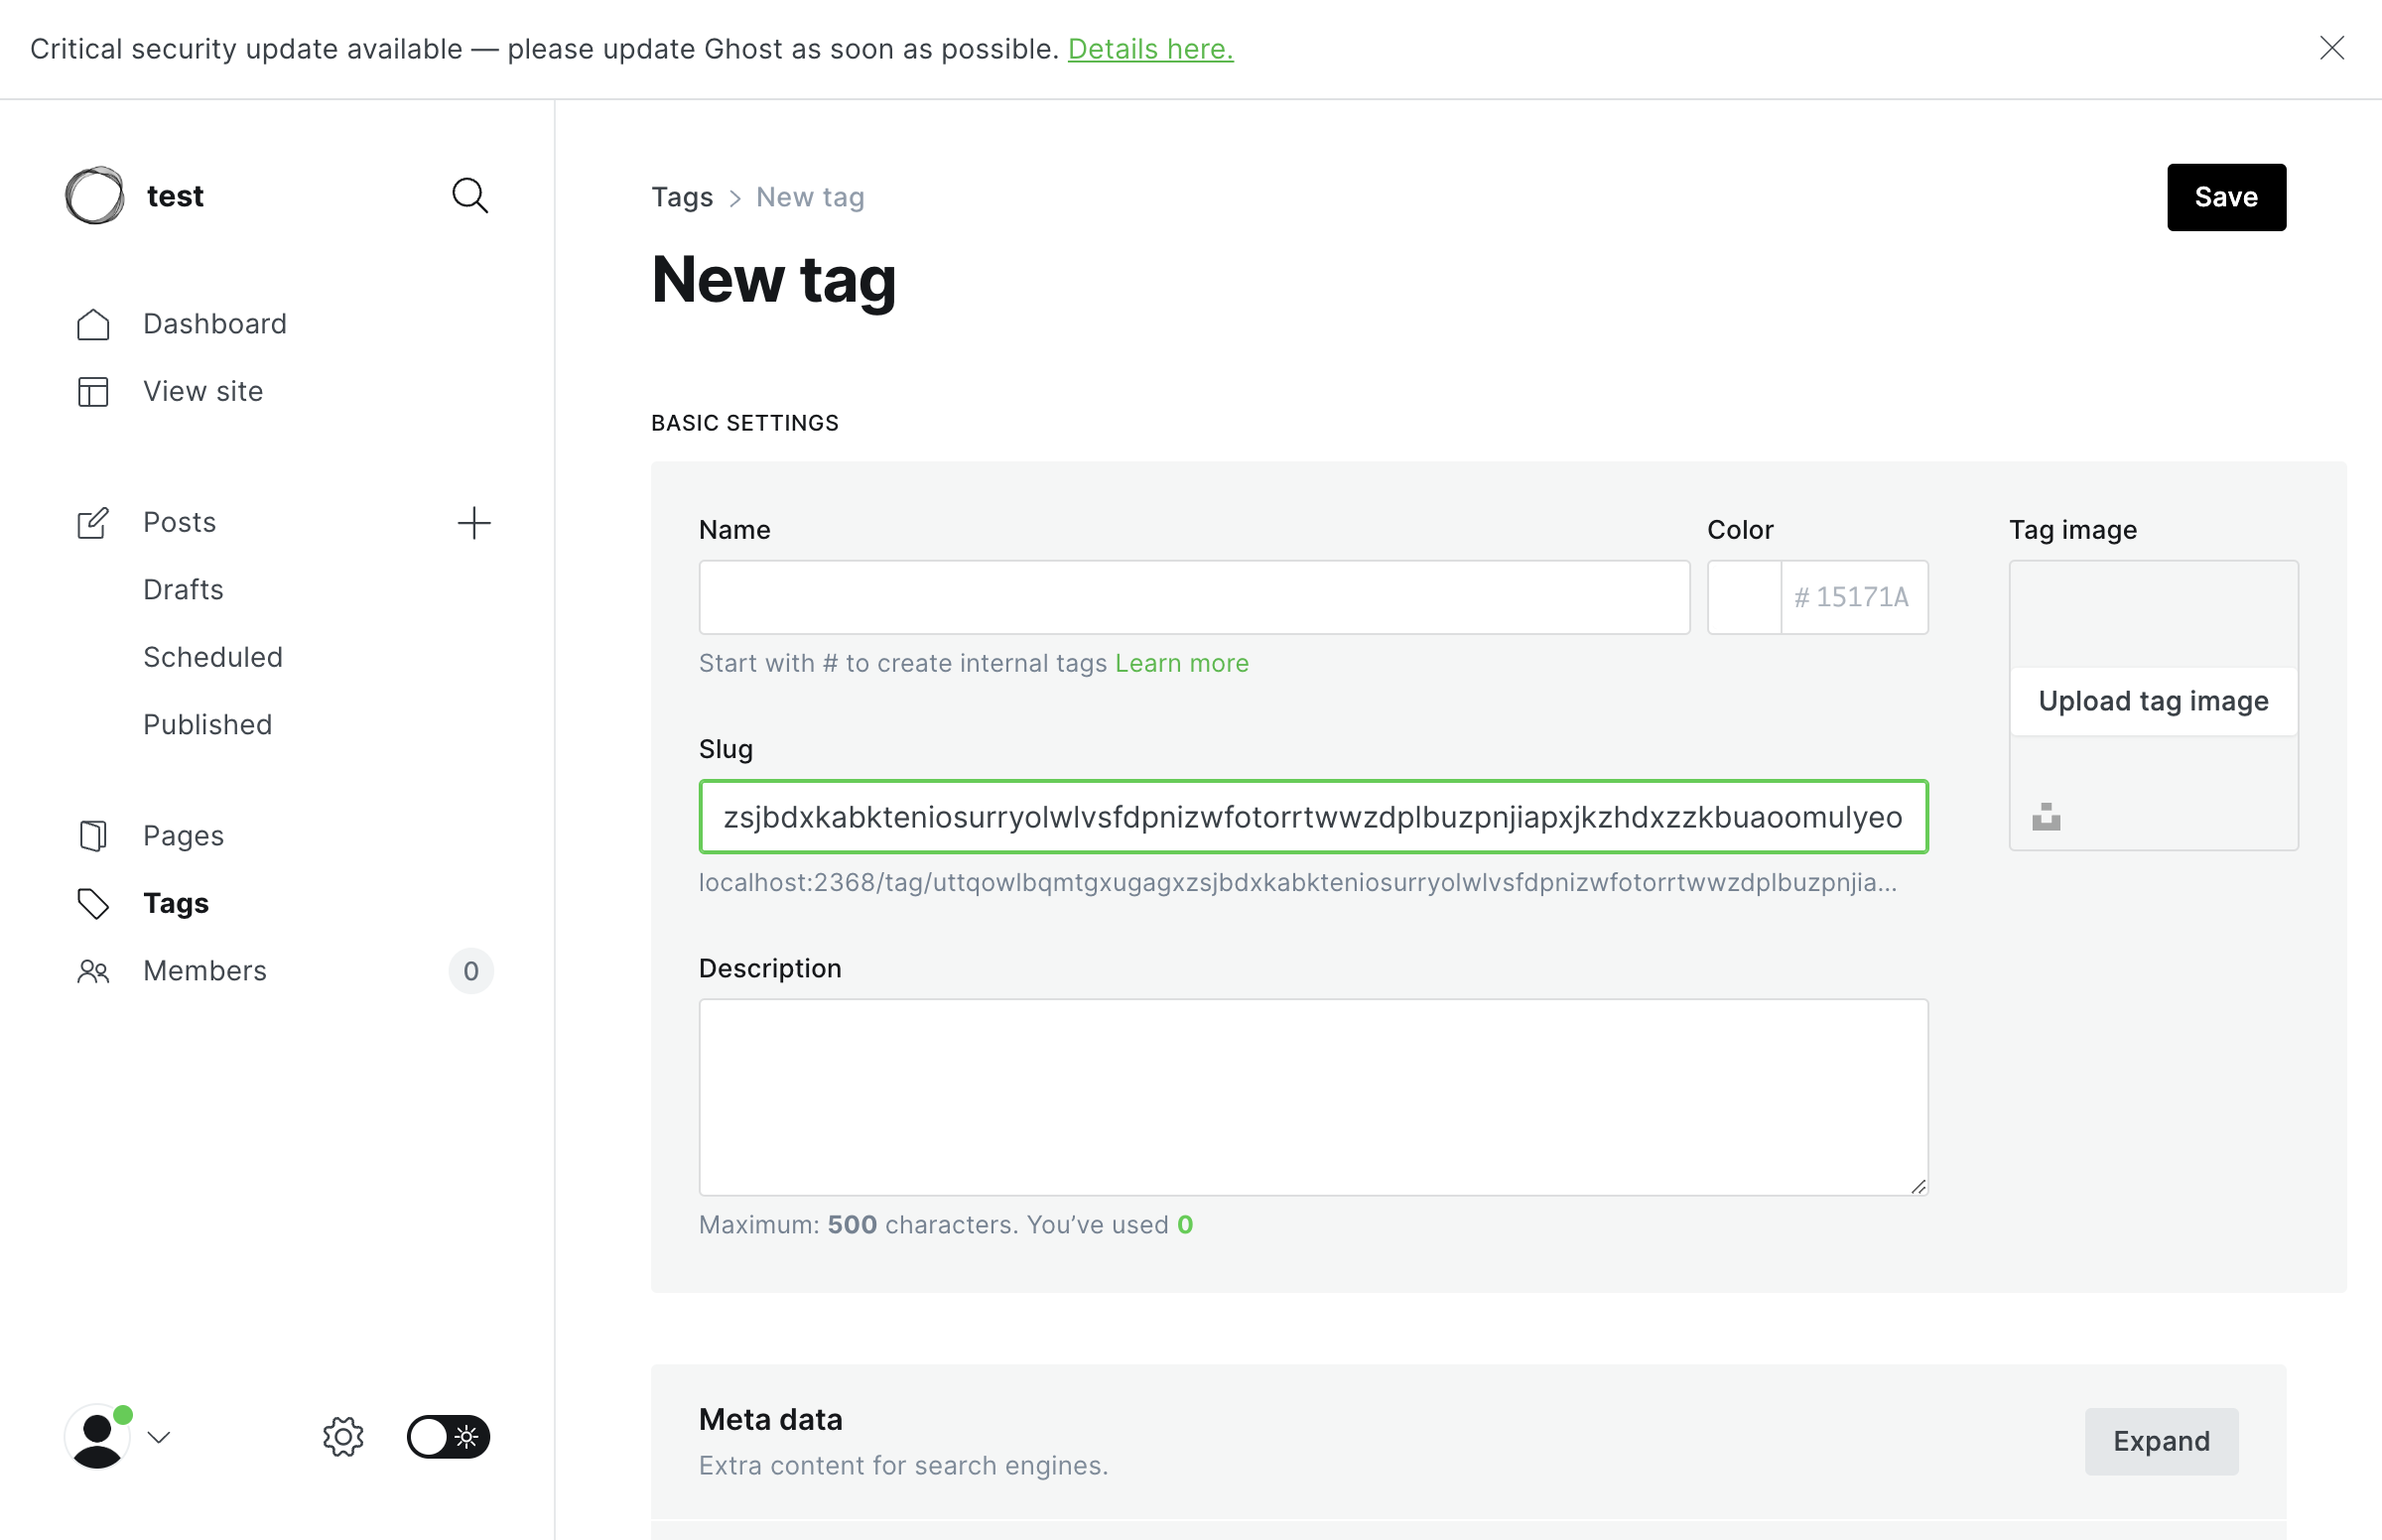 Critical security update available — please update Ghost as soon as possible. Details here.
test
Dashboard
View site
Posts
Drafts
Scheduled
Published
Pages
Tags
Members 0
Tags > New tag
Save
New tag
BASIC SETTINGS
Name
Color
# 15171A
Start with # to create internal tags Learn more
Slug
zsjbdxkabkteniosurryolwlvsfdpnizwfotorrtwwzdplbuzpnjiapxjkzhdxzzkbuaoomulyeo
localhost:2368/tag/uttqowlbqmtgxugagxzsjbdxkabkteniosurryolwlvsfdpnizwfotorrtwwzdplbuzpnjia...
Description
Maximum: 500 characters. You’ve used 0
Tag image
Upload tag image
Meta data
Extra content for search engines.
Expand